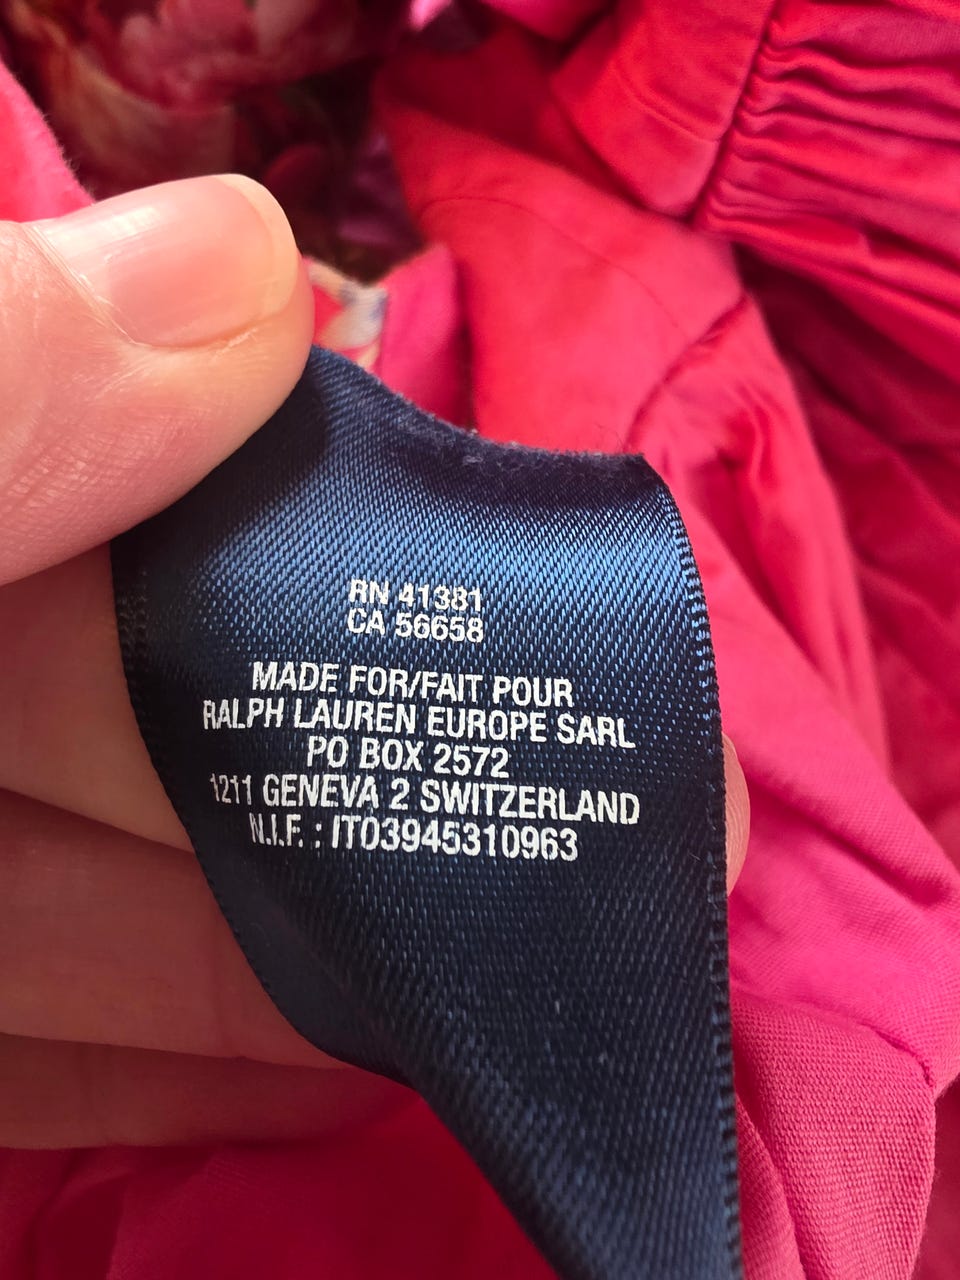 RN 41381
CA 56658
MADE FOR/FAIT POUR
RALPH LAUREN EUROPE SARL
PO BOX 2572
1211 GENEVA 2 SWITZERLAND
N.I.F. : IT03945310963